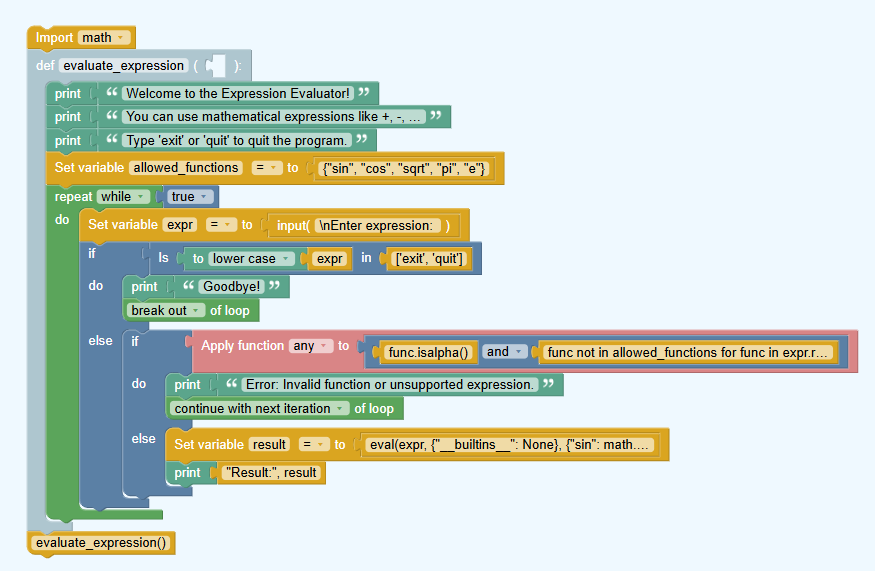 Import math
def evaluate_expression ( ):
print “ Welcome to the Expression Evaluator! ”
print “ You can use mathematical expressions like +, -, ... ”
print “ Type 'exit' or 'quit' to quit the program. ”
Set variable allowed_functions = to {"sin", "cos", "sqrt", "pi", "e"}
repeat while true
do Set variable expr = to input( \nEnter expression: )
if Is to lower case expr in ['exit', 'quit']
do print “ Goodbye! ”
break out of loop
else if Apply function any to func.isalpha() and func not in allowed_functions for func in expr.r...
do print “ Error: Invalid function or unsupported expression. ”
continue with next iteration of loop
else Set variable result = to eval(expr, {"__builtins__": None}, {"sin": math....
print "Result:", result
evaluate_expression()